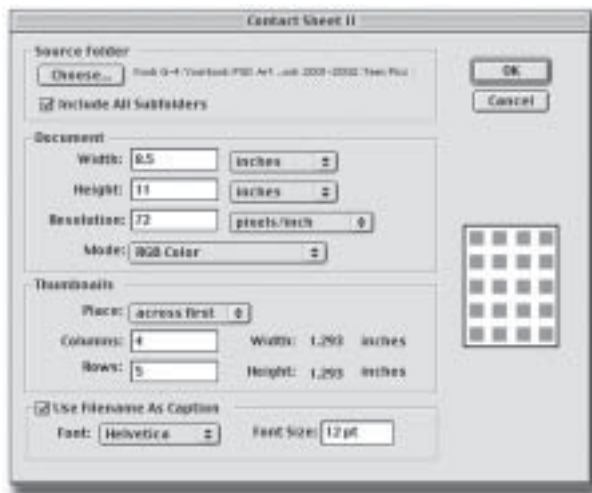 Contact Sheet II
Source Folder
Choose...
Include All Subfolders
OK
Cancel
Document
Width: 8.5 inches
Height: 11 inches
Resolution: 72 pixels/inch
Mode: RGB Color
Thumbnails
Place: across first
Columns: 4 Width: 1.293 inches
Rows: 5 Height: 1.293 inches
Use Filename As Caption
Font: Helvetica Font Size: 12 pt